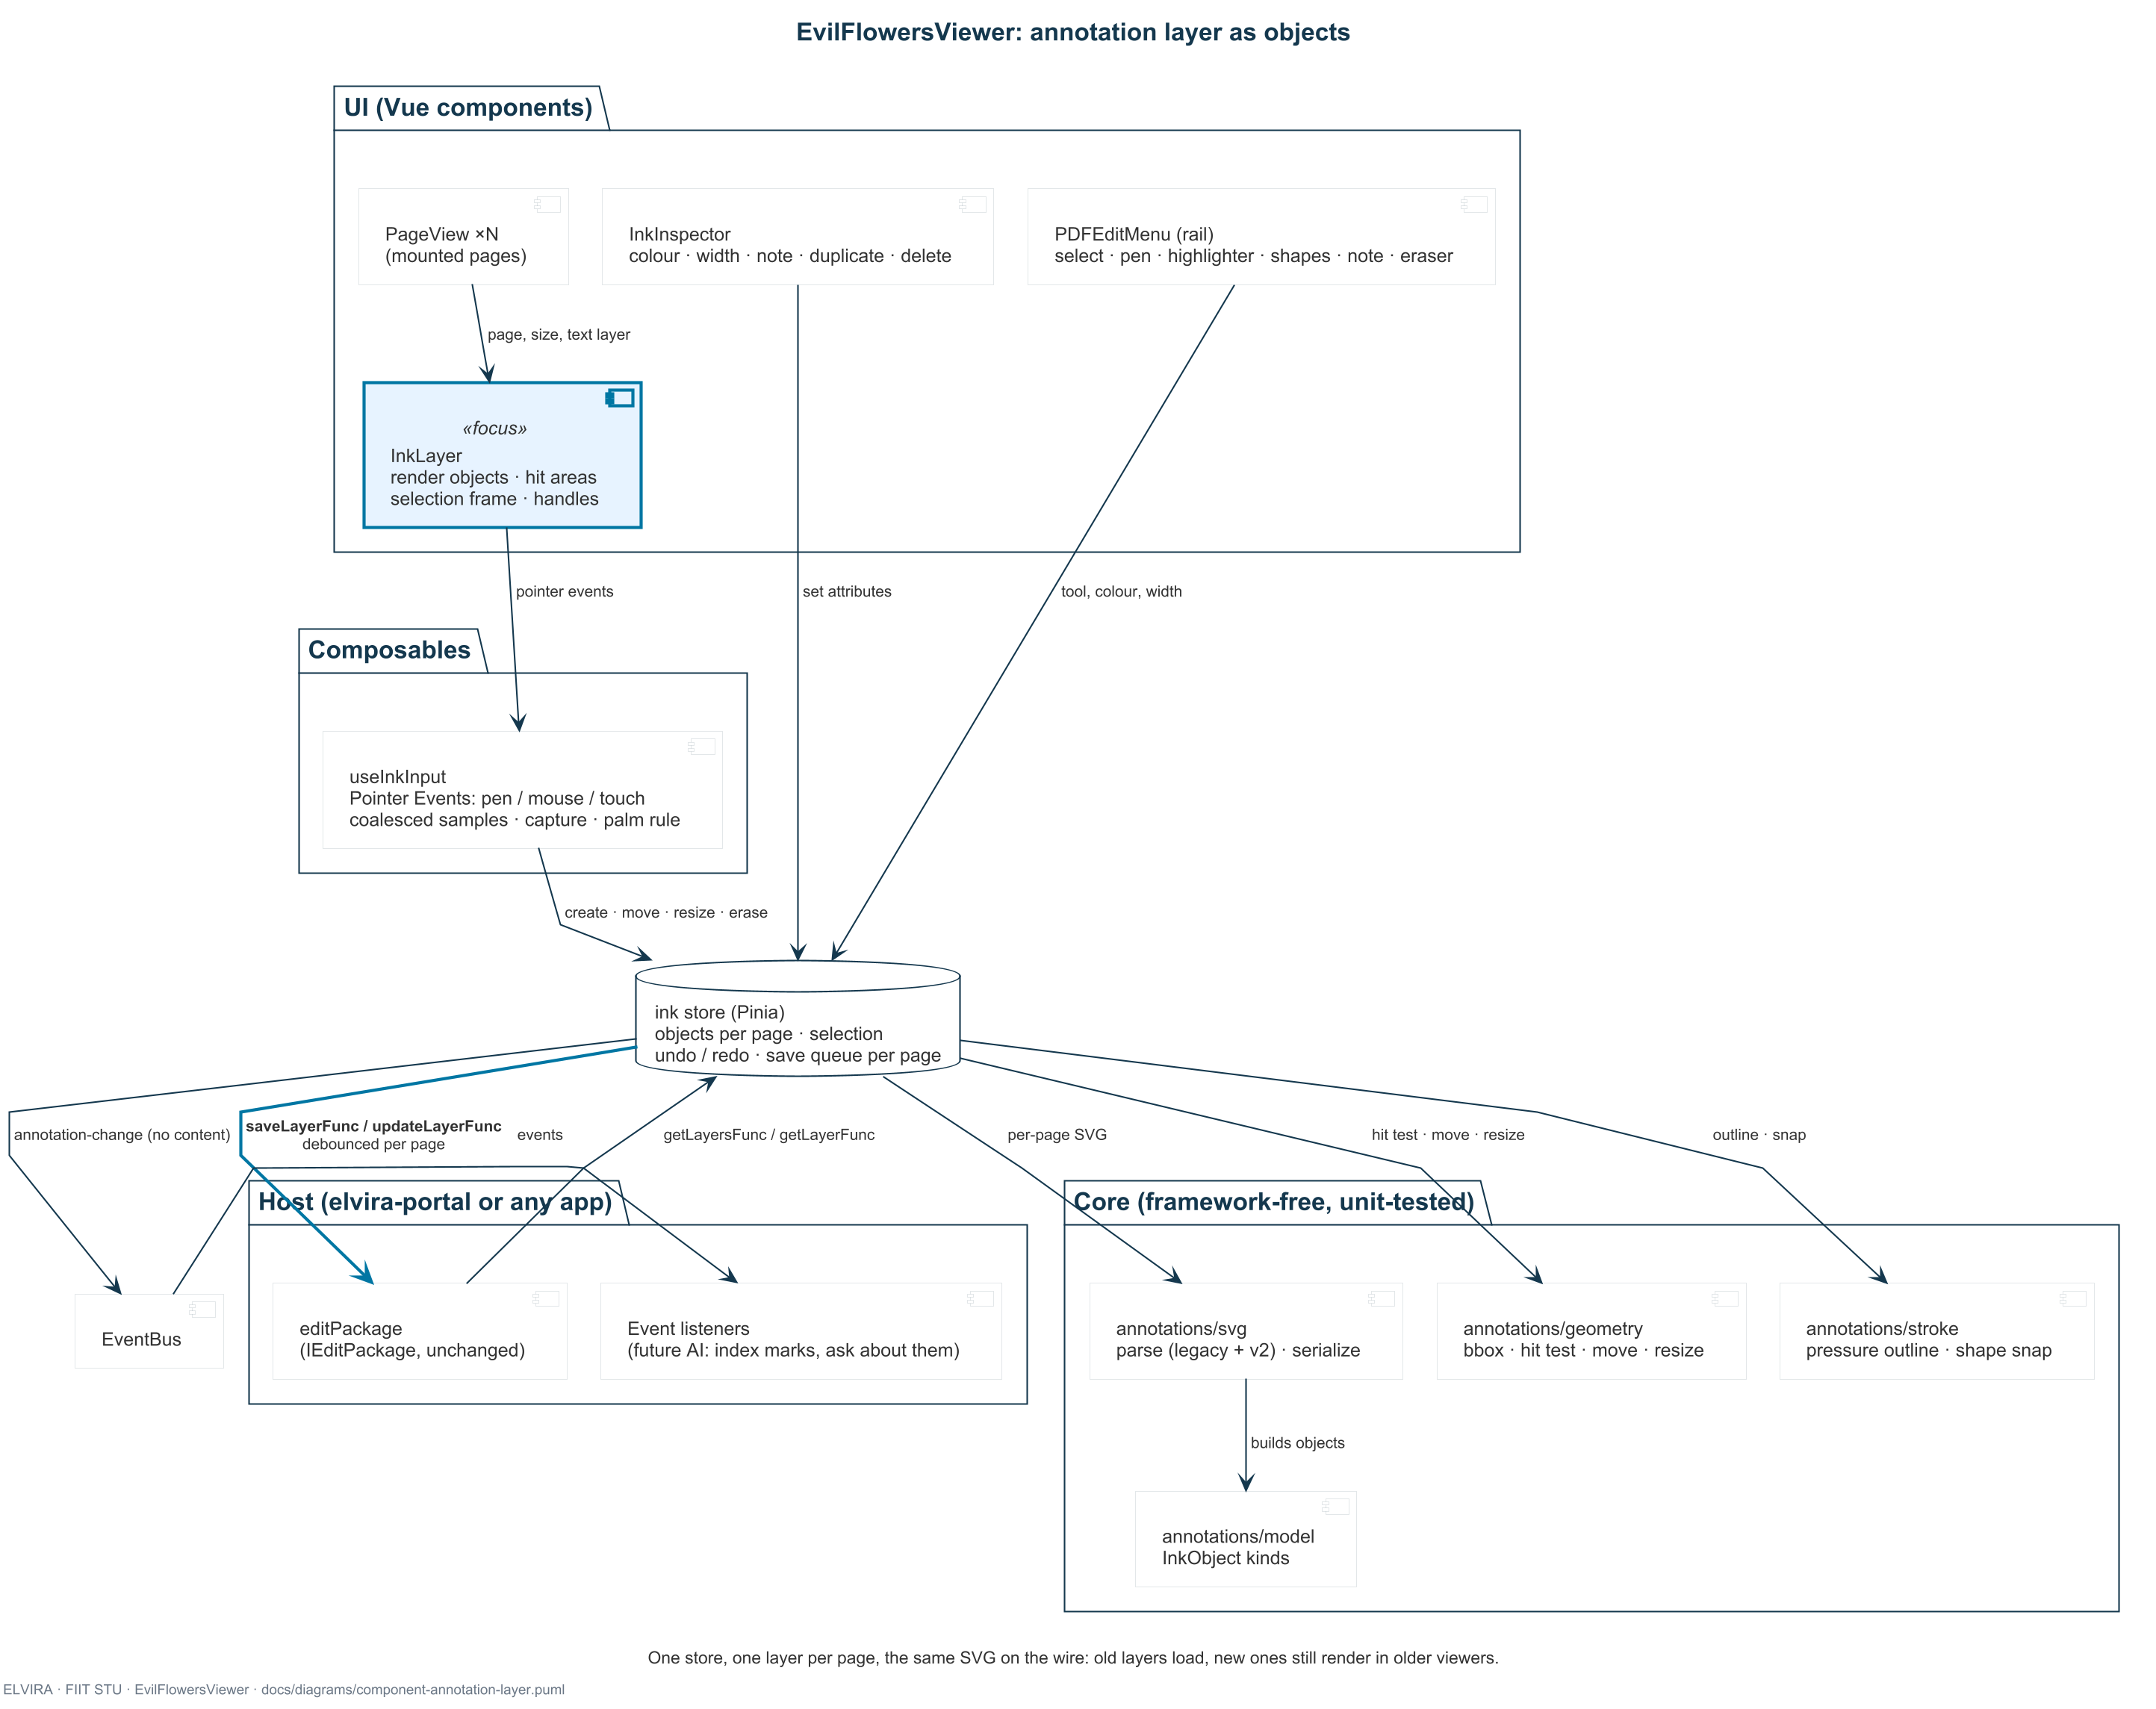 EvilFlowersViewer: annotation layer as objects
UI (Vue components)
PageView ×N
(mounted pages)
InkInspector
colour · width · note · duplicate · delete
PDFEditMenu (rail)
select · pen · highlighter · shapes · note · eraser
page, size, text layer
«focus»
InkLayer
render objects · hit areas
selection frame · handles
pointer events
set attributes
tool, colour, width
Composables
useInkInput
Pointer Events: pen / mouse / touch
coalesced samples · capture · palm rule
create · move · resize · erase
ink store (Pinia)
objects per page · selection
undo / redo · save queue per page
annotation-change (no content)
saveLayerFunc / updateLayerFunc
debounced per page
events
getLayersFunc / getLayerFunc
per-page SVG
hit test · move · resize
outline · snap
Host (elvira-portal or any app)
Core (framework-free, unit-tested)
EventBus
editPackage
(IEditPackage, unchanged)
Event listeners
(future AI: index marks, ask about them)
annotations/svg
parse (legacy + v2) · serialize
annotations/geometry
bbox · hit test · move · resize
annotations/stroke
pressure outline · shape snap
builds objects
annotations/model
InkObject kinds
One store, one layer per page, the same SVG on the wire: old layers load, new ones still render in older viewers.
ELVIRA · FIIT STU · EvilFlowersViewer · docs/diagrams/component-annotation-layer.puml